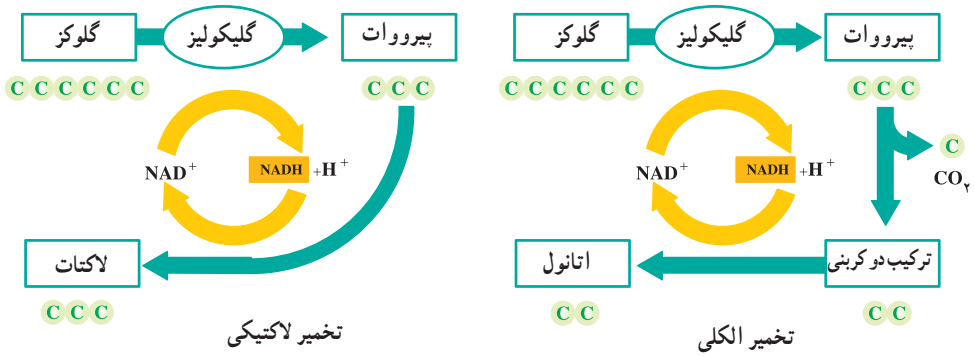 گلوکز
گلیکولیز
پیرووات
C C C C C C
C C C
NAD+
NADH +H+
لاکتات
C C C
تخمیر لاکتیکی
گلوکز
گلیکولیز
پیرووات
C C C C C C
C C C
C
CO۲
NAD+
NADH +H+
ترکیب دو کربنی
اتانول
C C
C C
تخمیر الکلی